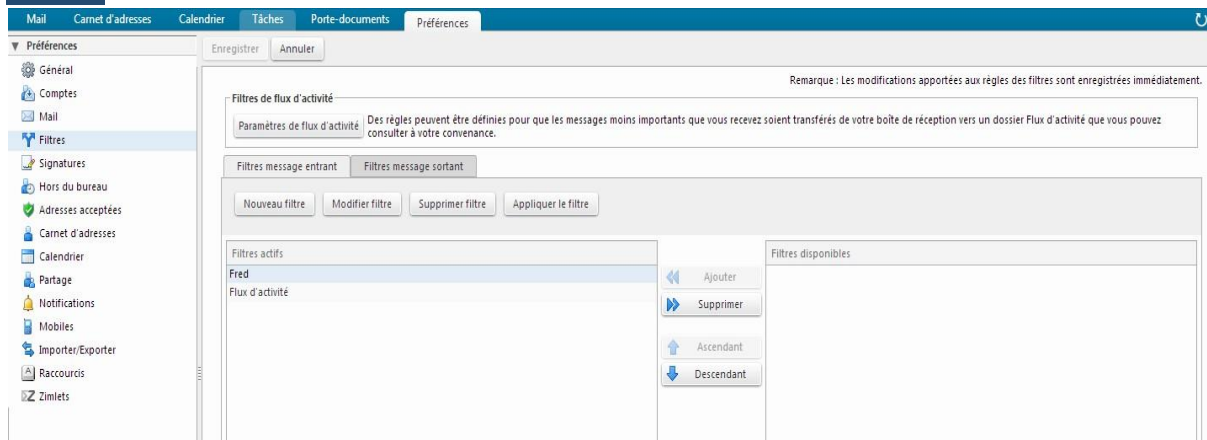 Mail Carnet d'adresses Calendrier Tâches Porte-documents Préférences
Préférences
Enregistrer Annuler
Général
Comptes
Mail
Filtres
Signatures
Hors du bureau
Adresses acceptées
Carnet d'adresses
Calendrier
Partage
Notifications
Mobiles
Importer/Exporter
Raccourcis
Zimlets
Remarque : Les modifications apportées aux règles des filtres sont enregistrées immédiatement.
Filtres de flux d'activité
Paramètres de flux d'activité
Des règles peuvent être définies pour que les messages moins importants que vous recevez soient transférés de votre boîte de réception vers un dossier Flux d'activité que vous pouvez
consulter à votre convenance.
Filtres message entrant Filtres message sortant
Nouveau filtre Modifier filtre Supprimer filtre Appliquer le filtre
Filtres actifs
Fred
Flux d'activité
Ajouter
Supprimer
Ascendant
Descendant
Filtres disponibles